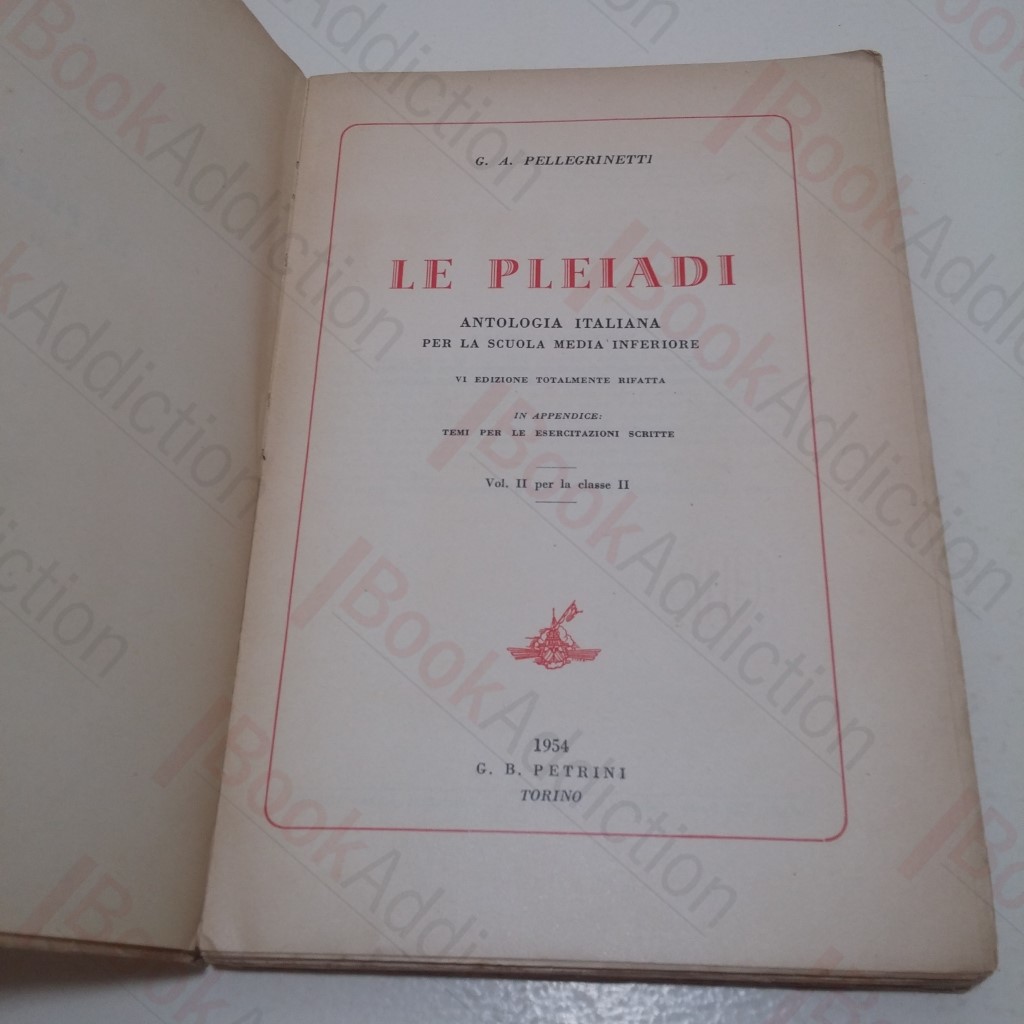 G. A. PELLEGRINETTI
LE PLEIADI
ANTOLOGIA ITALIANA
PER LA SCUOLA MEDIA INFERIORE
VI EDIZIONE TOTALMENTE RIFATTA
IN APPENDICE:
TEMI PER LE ESERCITAZIONI SCRITTE
Vol. II per la classe II
1954
G. B. PETRINI
TORINO
BookAddiction